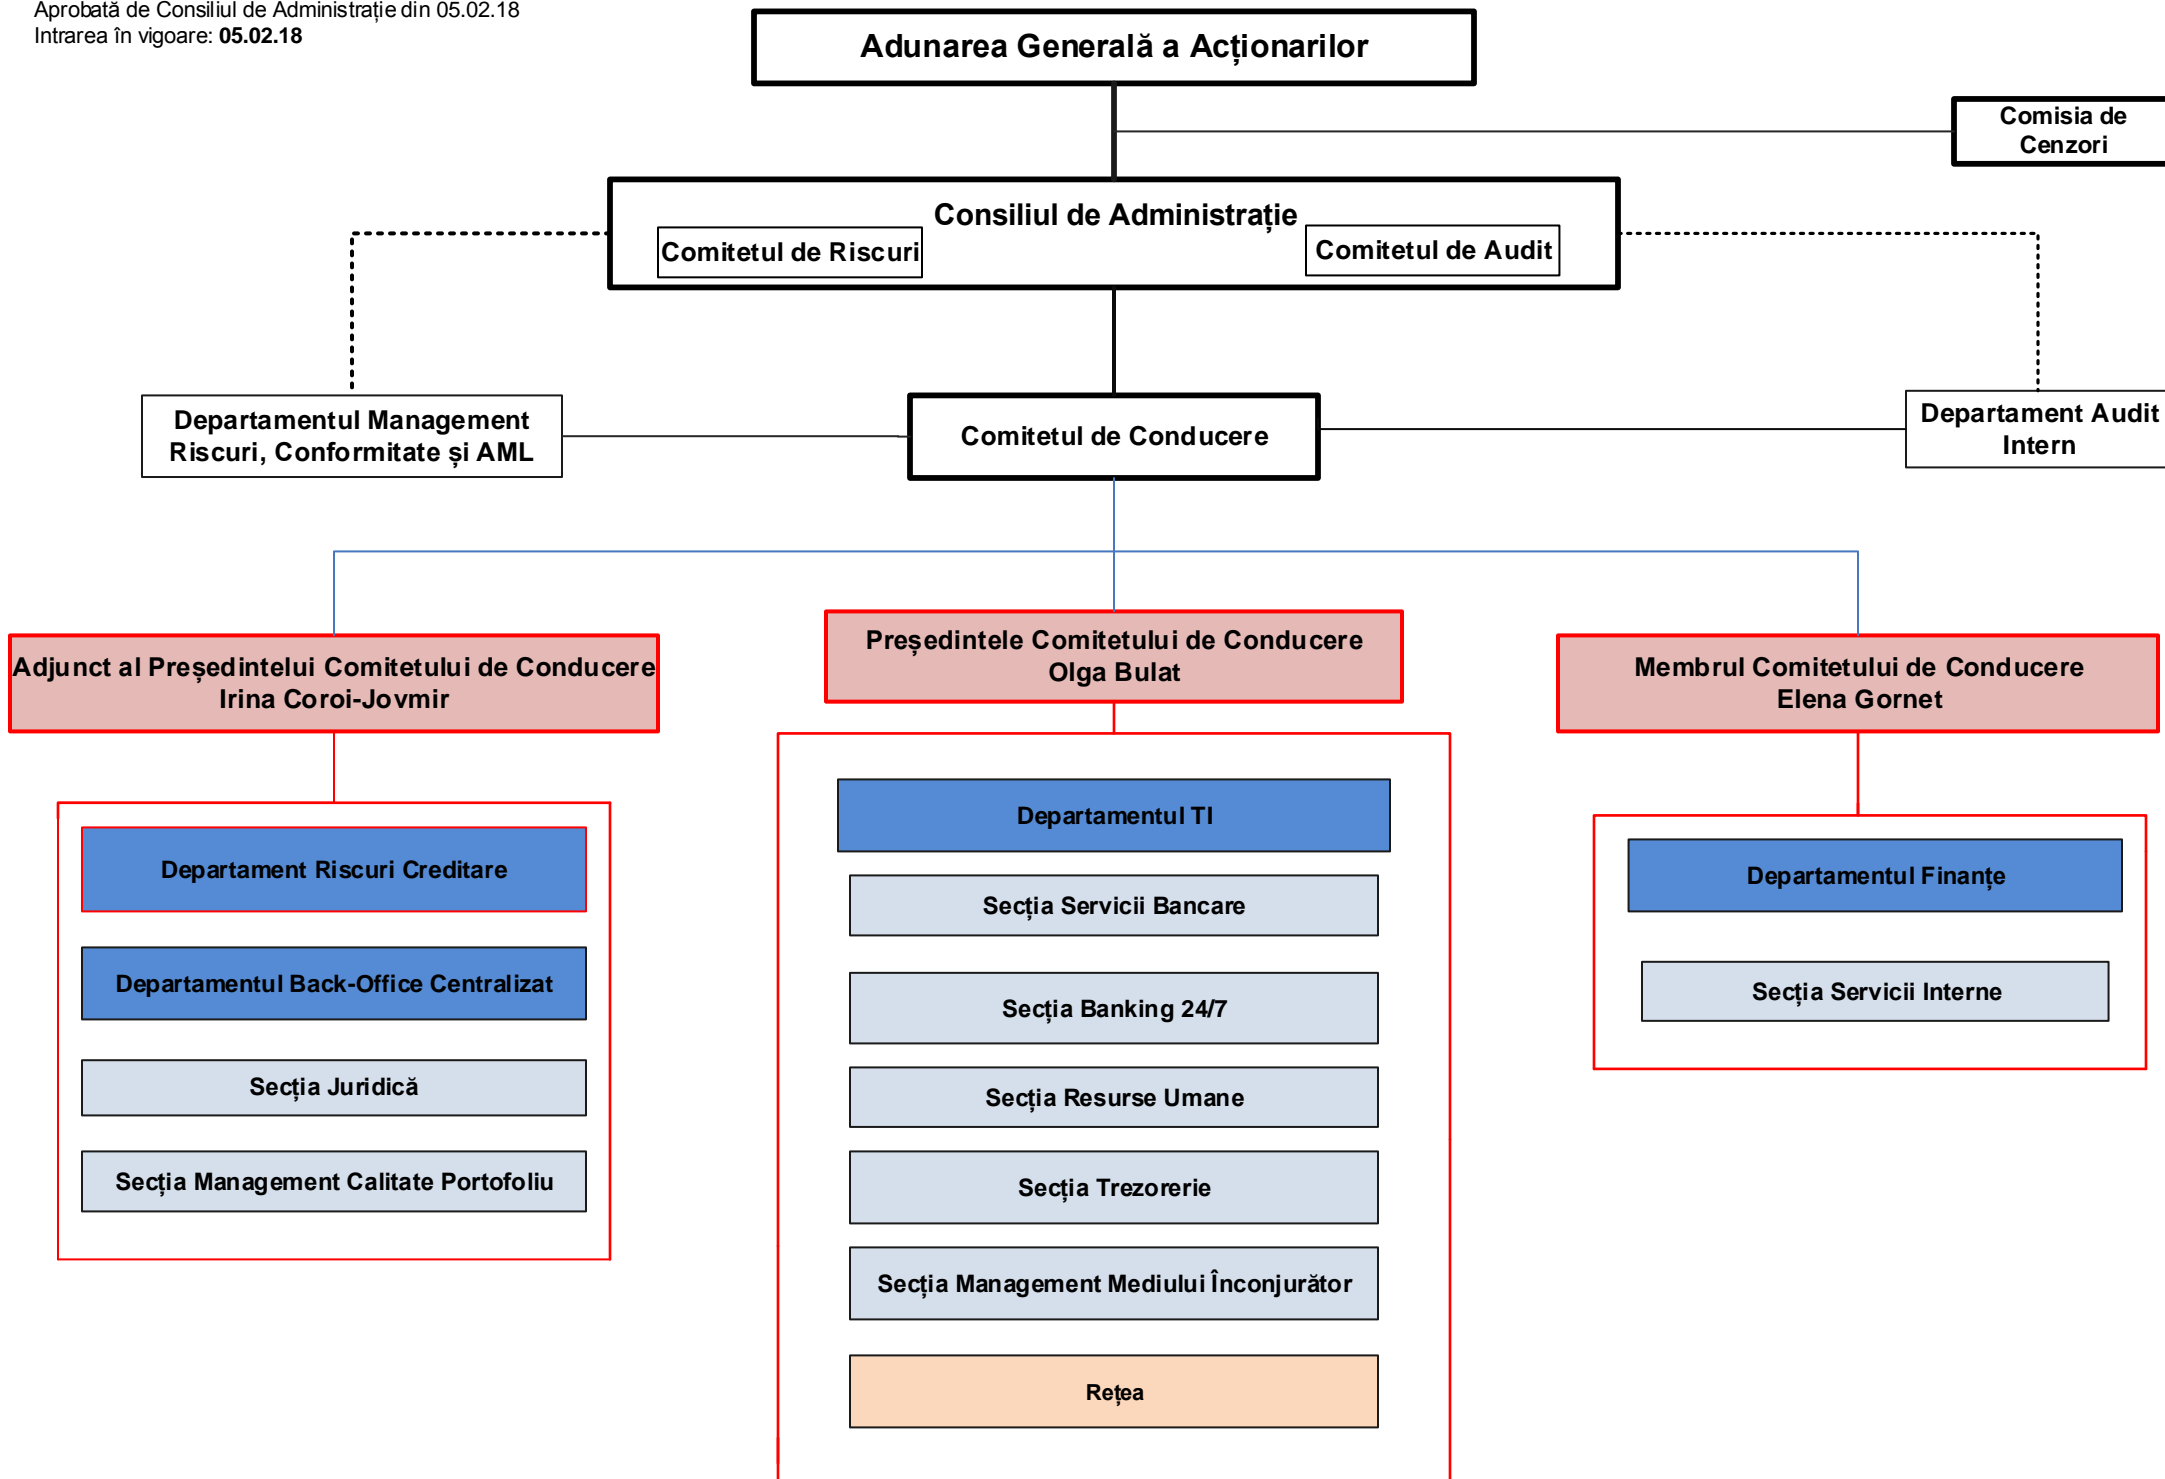 Aprobată de Consiliul de Administrație din 05.02.18
Intrarea în vigoare: 05.02.18
Adunarea Generală a Acționarilor
Comisia de
Cenzori
Consiliul de Administrație
Comitetul de Riscuri
Comitetul de Audit
Departamentul Management
Riscuri, Conformitate și AML
Comitetul de Conducere
Departament Audit
Intern
Adjunct al Președintelui Comitetului de Conducere
Irina Coroi-Jovmir
Președintele Comitetului de Conducere
Olga Bulat
Membrul Comitetului de Conducere
Elena Gornet
Departament Riscuri Creditare
Departamentul Back-Office Centralizat
Secția Juridică
Secția Management Calitate Portofoliu
Departamentul TI
Secția Servicii Bancare
Secția Banking 24/7
Secția Resurse Umane
Secția Trezorerie
Secția Management Mediului Înconjurător
Rețea
Departamentul Finanțe
Secția Servicii Interne